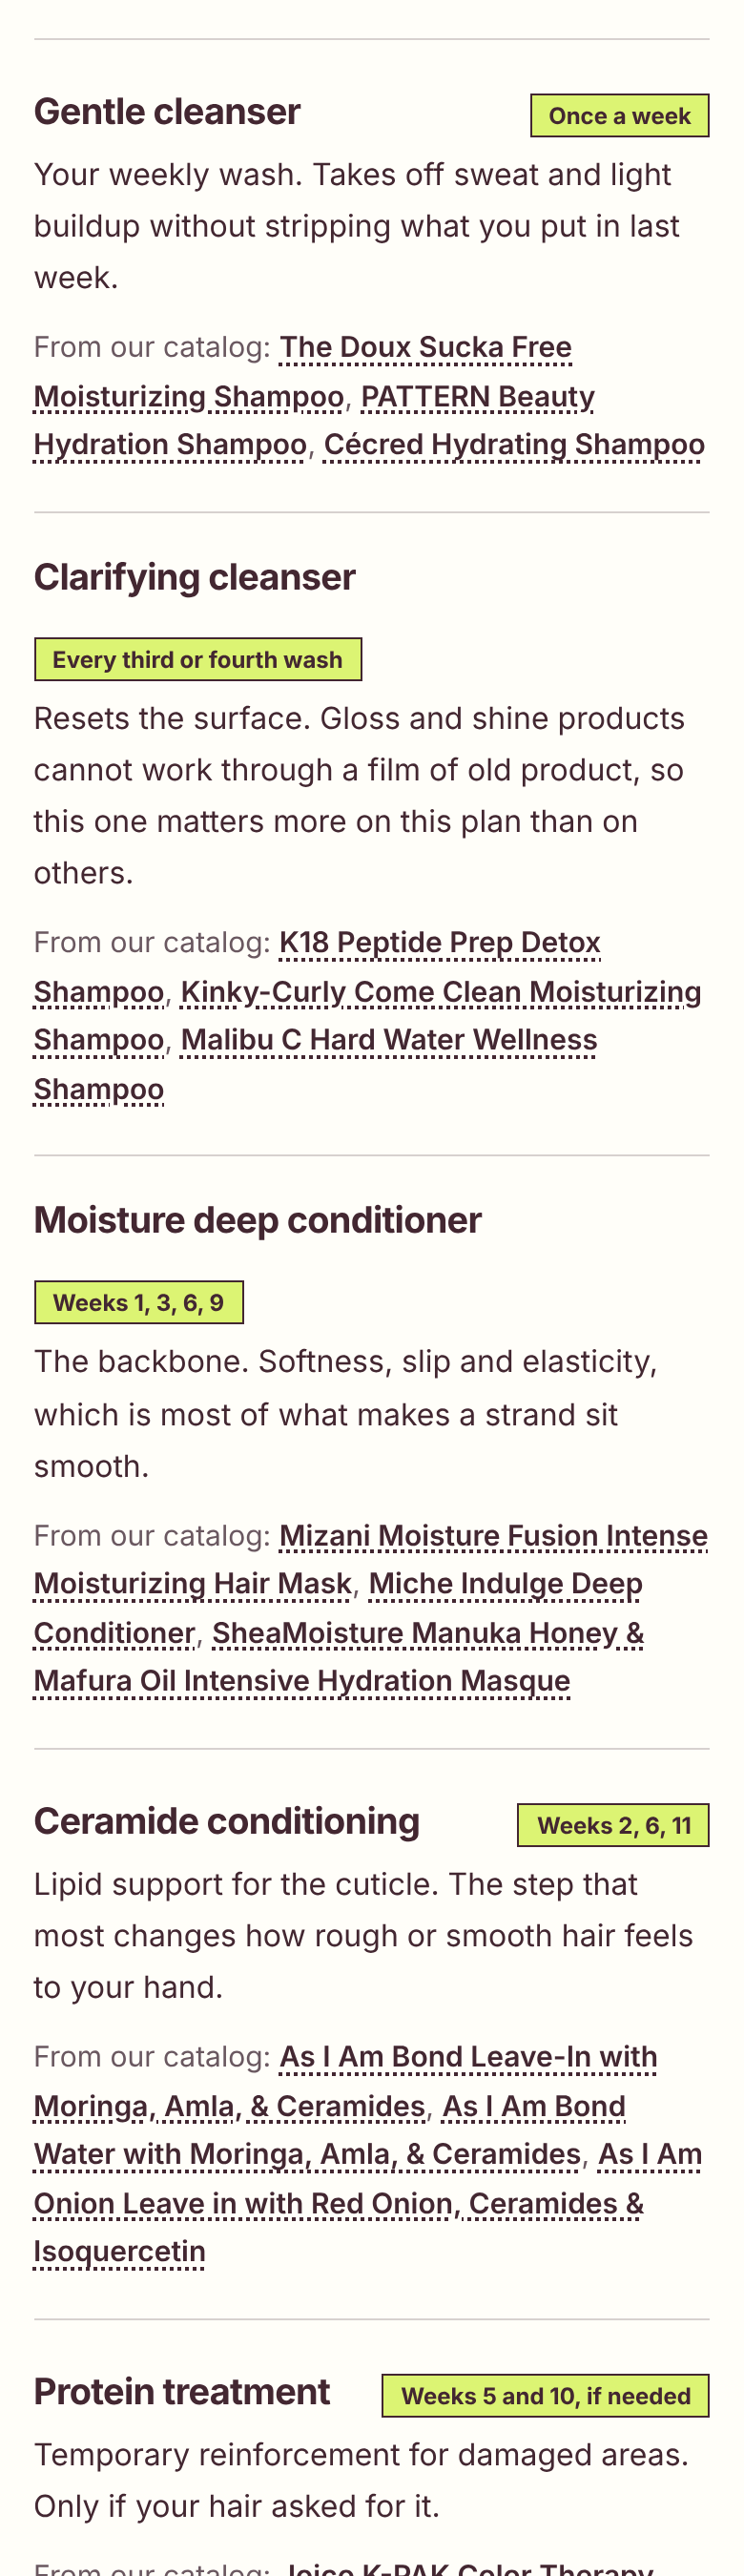 Gentle cleanser
Once a week
Your weekly wash. Takes off sweat and light
buildup without stripping what you put in last
week.
From our catalog: The Doux Sucka Free
Moisturizing Shampoo, PATTERN Beauty
Hydration Shampoo, Cécred Hydrating Shampoo
Clarifying cleanser
Every third or fourth wash
Resets the surface. Gloss and shine products
cannot work through a film of old product, so
this one matters more on this plan than on
others.
From our catalog: K18 Peptide Prep Detox
Shampoo, Kinky-Curly Come Clean Moisturizing
Shampoo, Malibu C Hard Water Wellness
Shampoo
Moisture deep conditioner
Weeks 1, 3, 6, 9
The backbone. Softness, slip and elasticity,
which is most of what makes a strand sit
smooth.
From our catalog: Mizani Moisture Fusion Intense
Moisturizing Hair Mask, Miche Indulge Deep
Conditioner, SheaMoisture Manuka Honey &
Mafura Oil Intensive Hydration Masque
Ceramide conditioning
Weeks 2, 6, 11
Lipid support for the cuticle. The step that
most changes how rough or smooth hair feels
to your hand.
From our catalog: As I Am Bond Leave-In with
Moringa, Amla, & Ceramides, As I Am Bond
Water with Moringa, Amla, & Ceramides, As I Am
Onion Leave in with Red Onion, Ceramides &
Isoquercetin
Protein treatment
Weeks 5 and 10, if needed
Temporary reinforcement for damaged areas.
Only if your hair asked for it.
From our catalog: Joico K-PAK Color Therapy